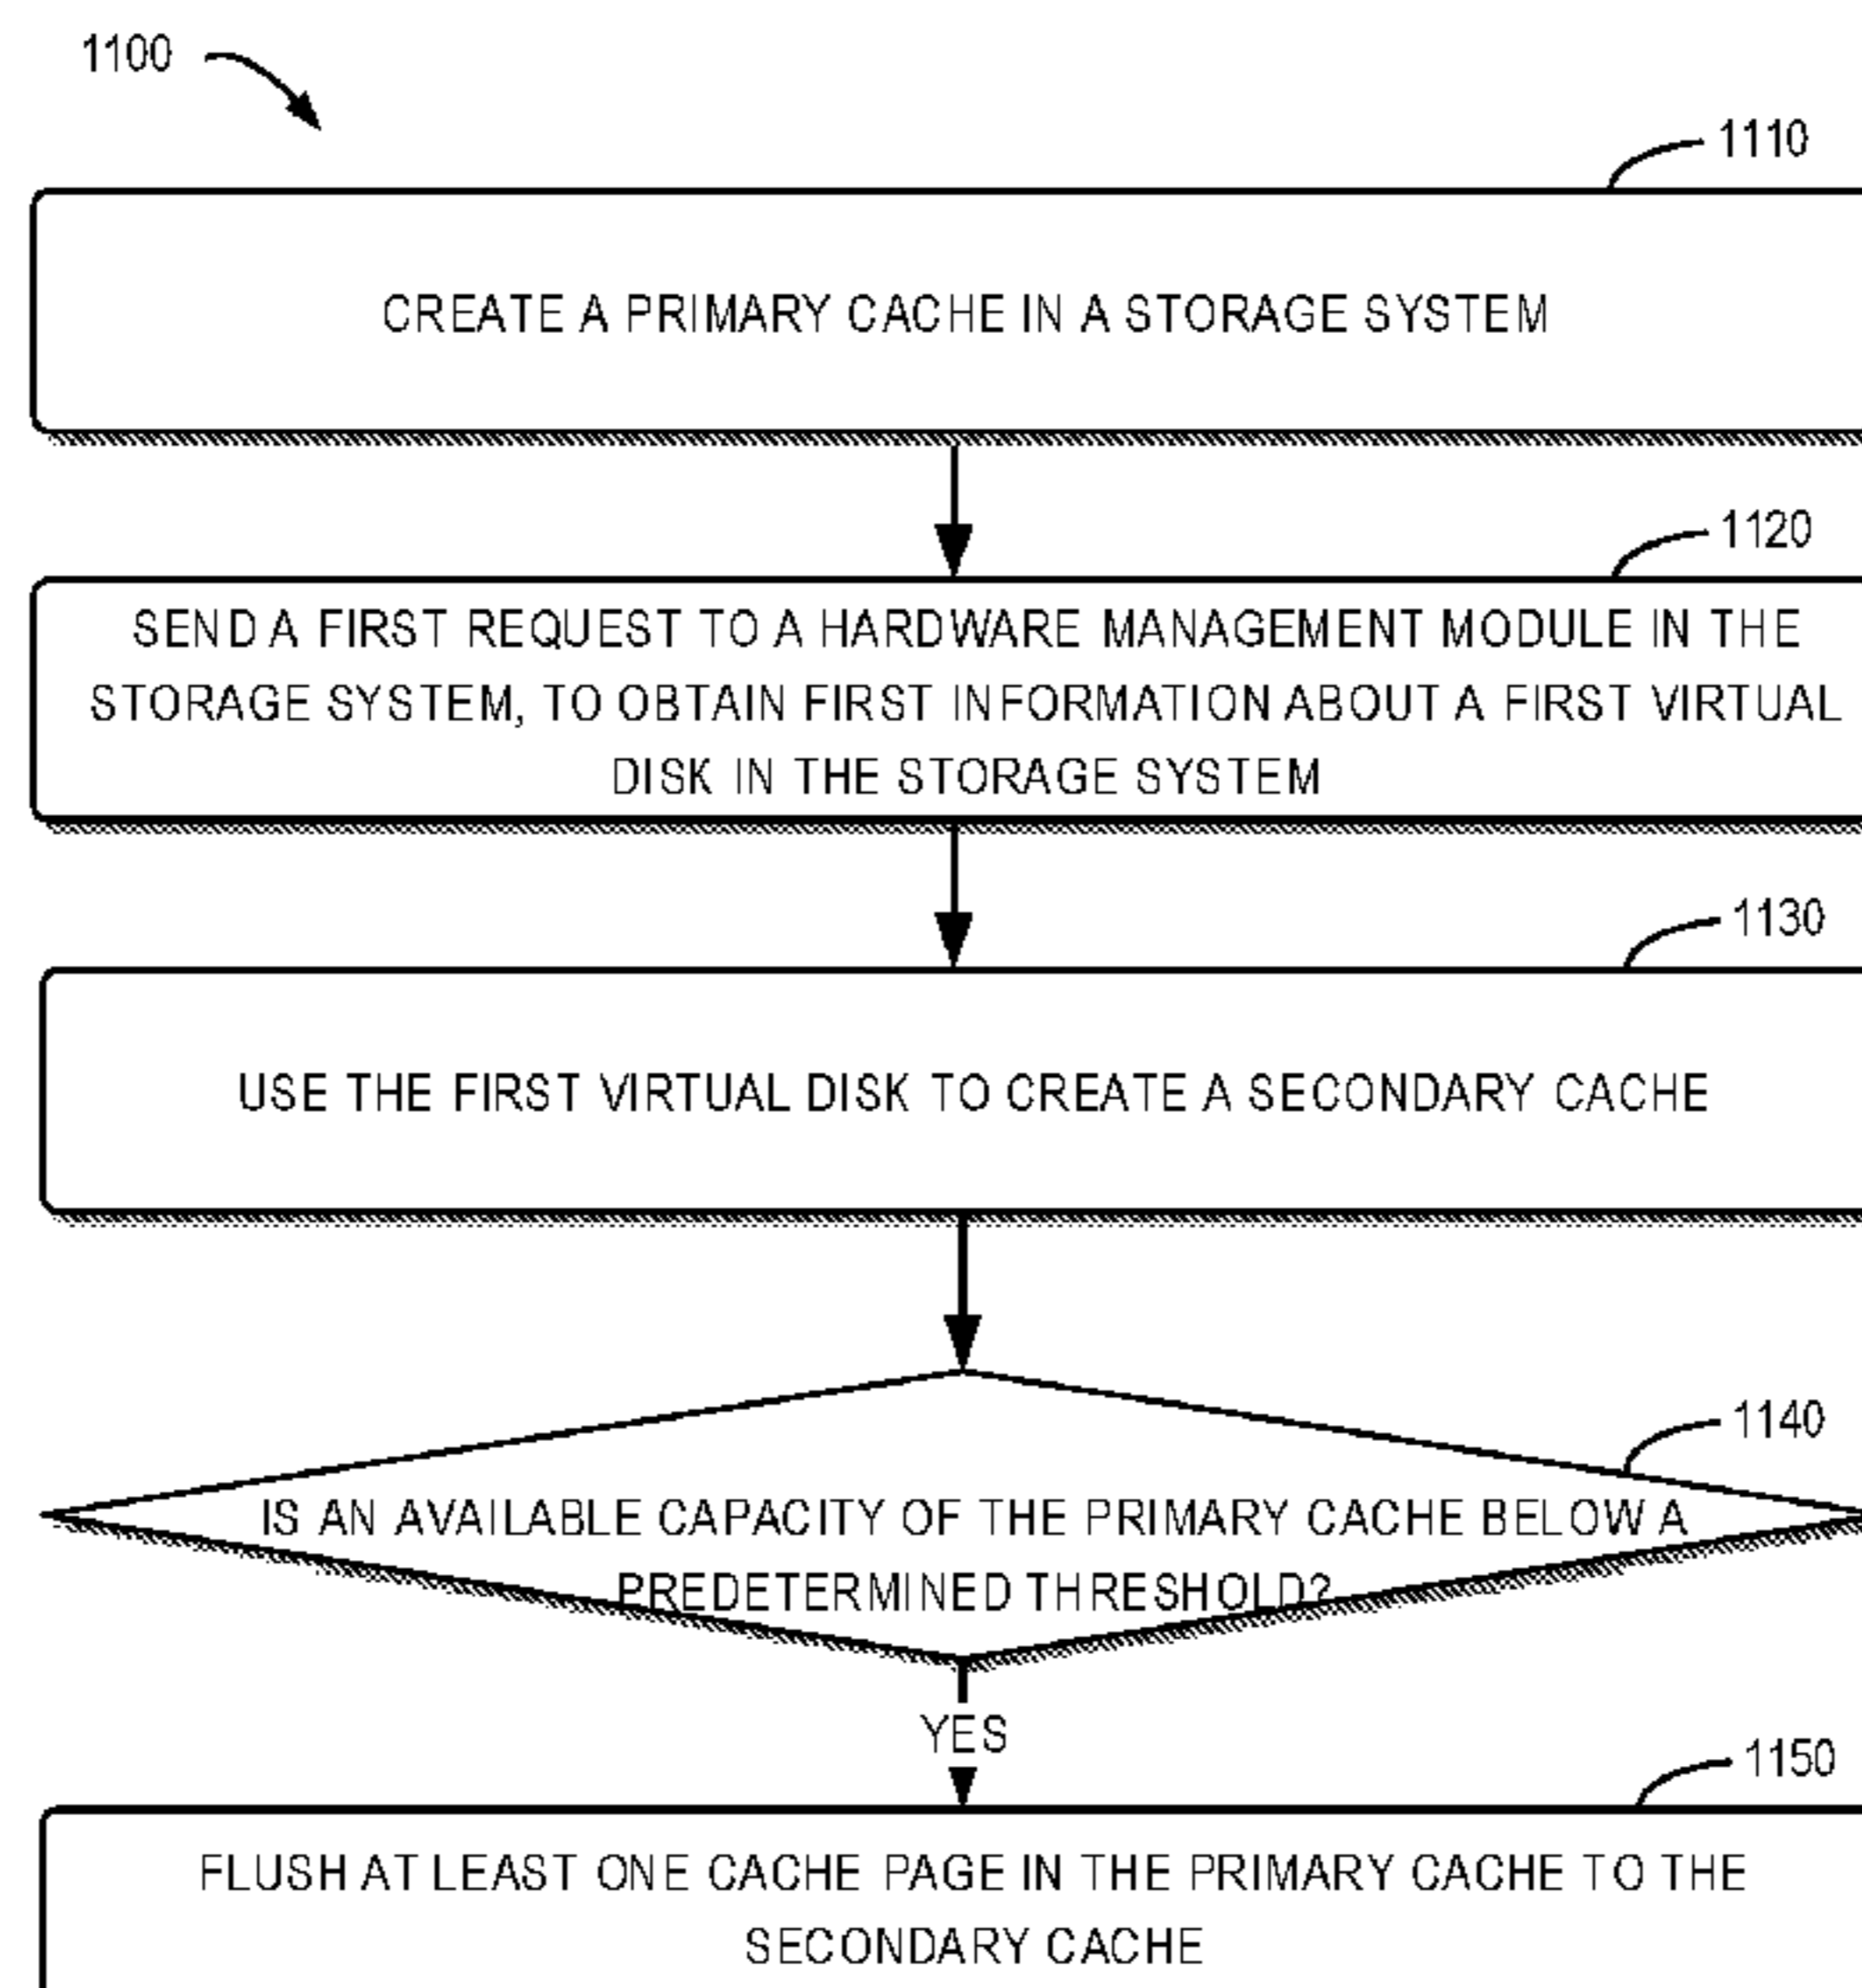 1100
1110
CREATE A PRIMARY CACHE IN A STORAGE SYSTEM
1120
SEND A FIRST REQUEST TO A HARDWARE MANAGEMENT MODULE IN THE
STORAGE SYSTEM, TO OBTAIN FIRST INFORMATION ABOUT A FIRST VIRTUAL
DISK IN THE STORAGE SYSTEM
1130
USE THE FIRST VIRTUAL DISK TO CREATE A SECONDARY CACHE
1140
IS AN AVAILABLE CAPACITY OF THE PRIMARY CACHE BELOW A
PREDETERMINED THRESHOLD?
YES
1150
FLUSH AT LEAST ONE CACHE PAGE IN THE PRIMARY CACHE TO THE
SECONDARY CACHE